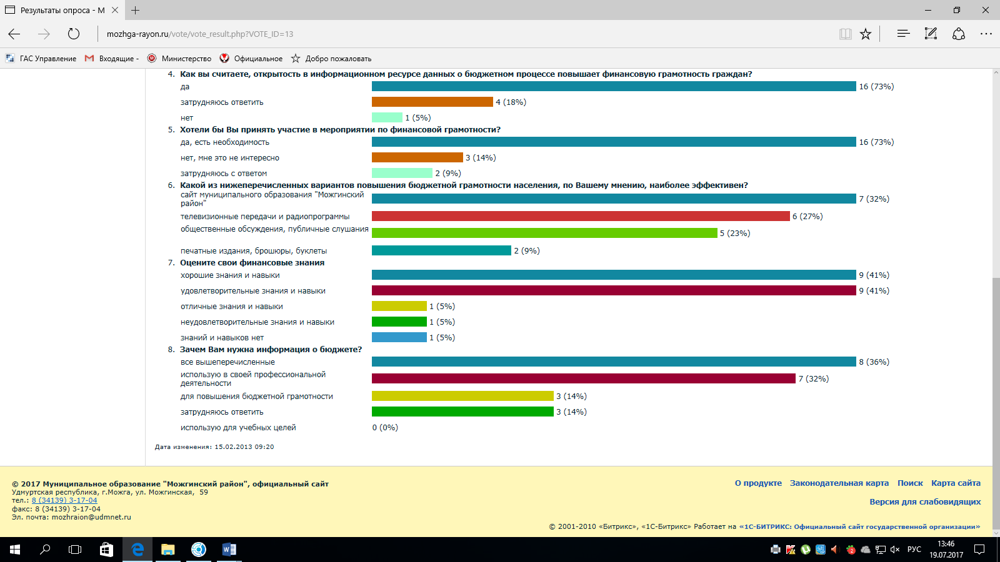 Результаты опроса - М
mozhga-rayon.ru/vote/vote_result.php?VOTE_ID=13
ГАС Управление Входящие - Министерство Официальное Добро пожаловать
4. Как вы считаете, открытость в информационном ресурсе данных о бюджетном процессе повышает финансовую грамотность граждан?
да 16 (73%)
затрудняюсь ответить 4 (18%)
нет 1 (5%)
5. Хотели бы Вы принять участие в мероприятии по финансовой грамотности?
да, есть необходимость 16 (73%)
нет, мне это не интересно 3 (14%)
затрудняюсь с ответом 2 (9%)
6. Какой из нижеперечисленных вариантов повышения бюджетной грамотности населения, по Вашему мнению, наиболее эффективен?
сайт муниципального образования "Можгинский
район" 7 (32%)
телевизионные передачи и радиопрограммы 6 (27%)
общественные обсуждения, публичные слушания 5 (23%)
печатные издания, брошюры, буклеты 2 (9%)
7. Оцените свои финансовые знания
хорошие знания и навыки 9 (41%)
удовлетворительные знания и навыки 9 (41%)
отличные знания и навыки 1 (5%)
неудовлетворительные знания и навыки 1 (5%)
знаний и навыков нет 1 (5%)
8. Зачем Вам нужна информация о бюджете?
все вышеперечисленные 8 (36%)
использую в своей профессиональной
деятельности 7 (32%)
для повышения бюджетной грамотности 3 (14%)
затрудняюсь ответить 3 (14%)
использую для учебных целей 0 (0%)
Дата изменения: 15.02.2013 09:20
© 2017 Муниципальное образование "Можгинский район", официальный сайт
Удмуртская республика, г.Можга, ул. Можгинская, 59
тел.: 8 (34139) 3-17-04
факс: 8 (34139) 3-17-04
Эл. почта: mozhraion@udmnet.ru
О продукте Законодательная карта Поиск Карта сайта
Версия для слабовидящих
© 2001-2010 «Битрикс», «1С-Битрикс» Работает на «1С-БИТРИКС: Официальный сайт государственной организации»
РУС
13:46
19.07.2017